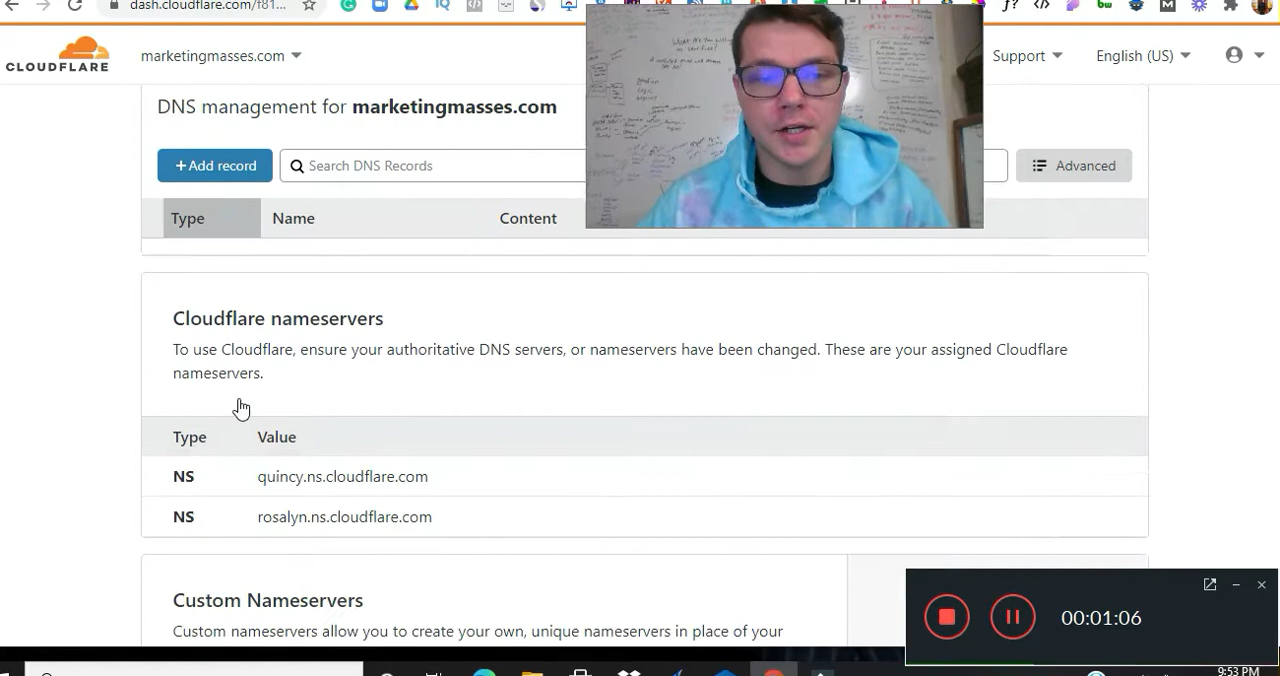 dash.cloudflare.com/f81...
CLOUDFLARE
marketingmasses.com
Support
English (US)
DNS management for marketingmasses.com
+ Add record
Search DNS Records
Advanced
Type Name Content
Cloudflare nameservers
To use Cloudflare, ensure your authoritative DNS servers, or nameservers have been changed. These are your assigned Cloudflare
nameservers.
Type Value
NS quincy.ns.cloudflare.com
NS rosalyn.ns.cloudflare.com
Custom Nameservers
Custom nameservers allow you to create your own, unique nameservers in place of your
00:01:06
9:53 PM